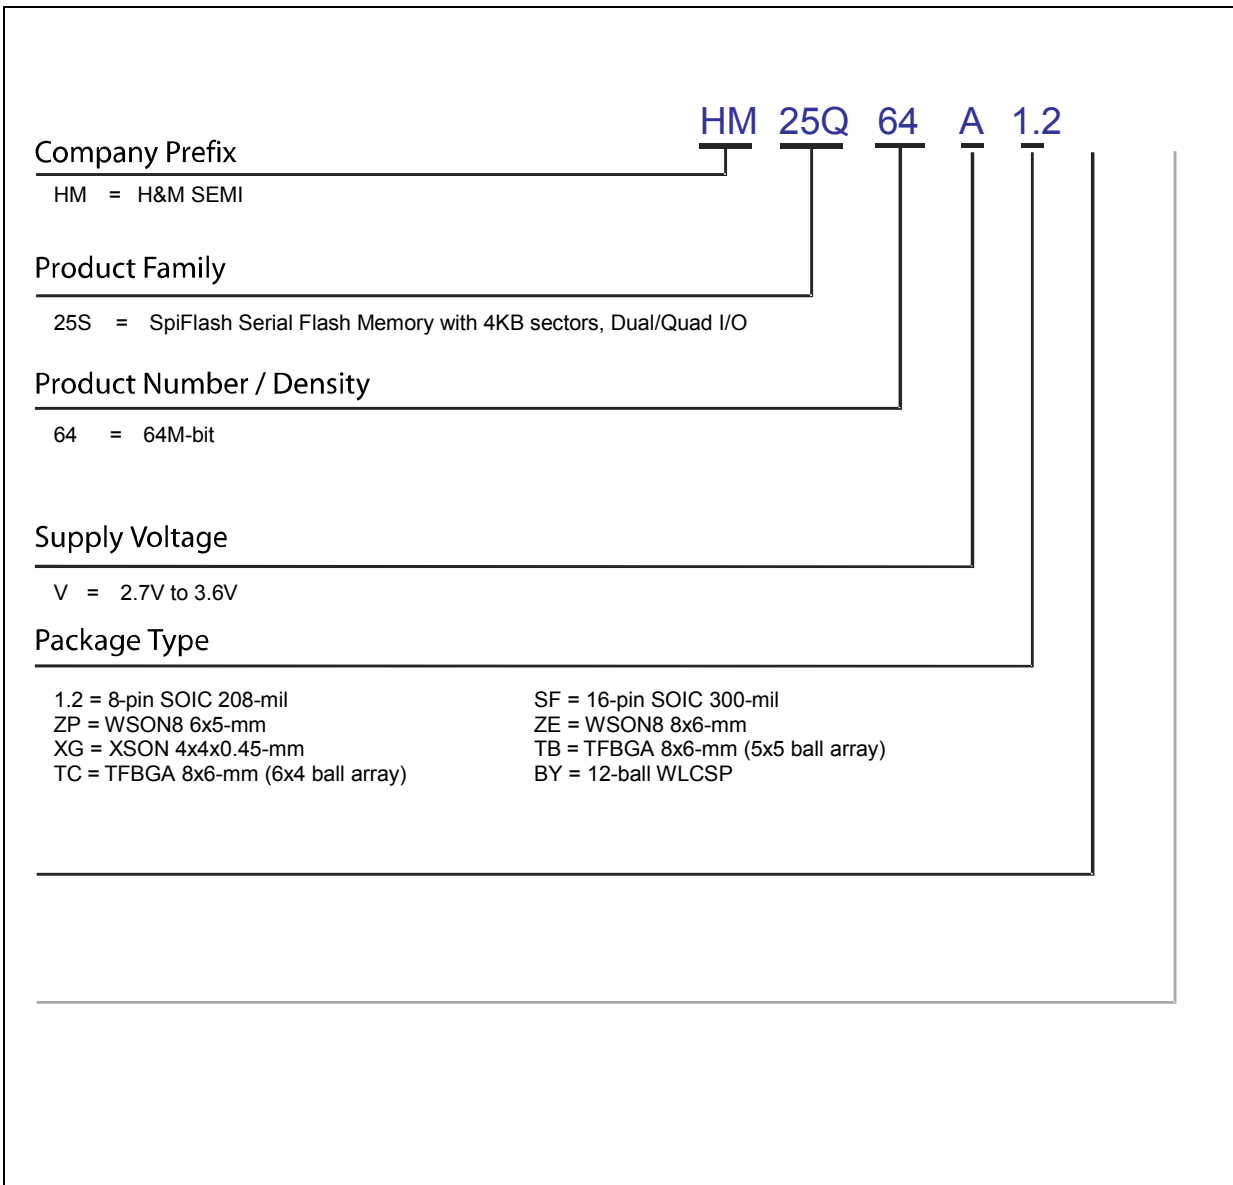 HM 25Q 64 A 1.2
Company Prefix
HM = H&M SEMI
Product Family
25S = SpiFlash Serial Flash Memory with 4KB sectors, Dual/Quad I/O
Product Number / Density
64 = 64M-bit
Supply Voltage
V = 2.7V to 3.6V
Package Type
1.2 = 8-pin SOIC 208-mil SF = 16-pin SOIC 300-mil
ZP = WSON8 6x5-mm ZE = WSON8 8x6-mm
XG = XSON 4x4x0.45-mm TB = TFBGA 8x6-mm (5x5 ball array)
TC = TFBGA 8x6-mm (6x4 ball array) BY = 12-ball WLCSP